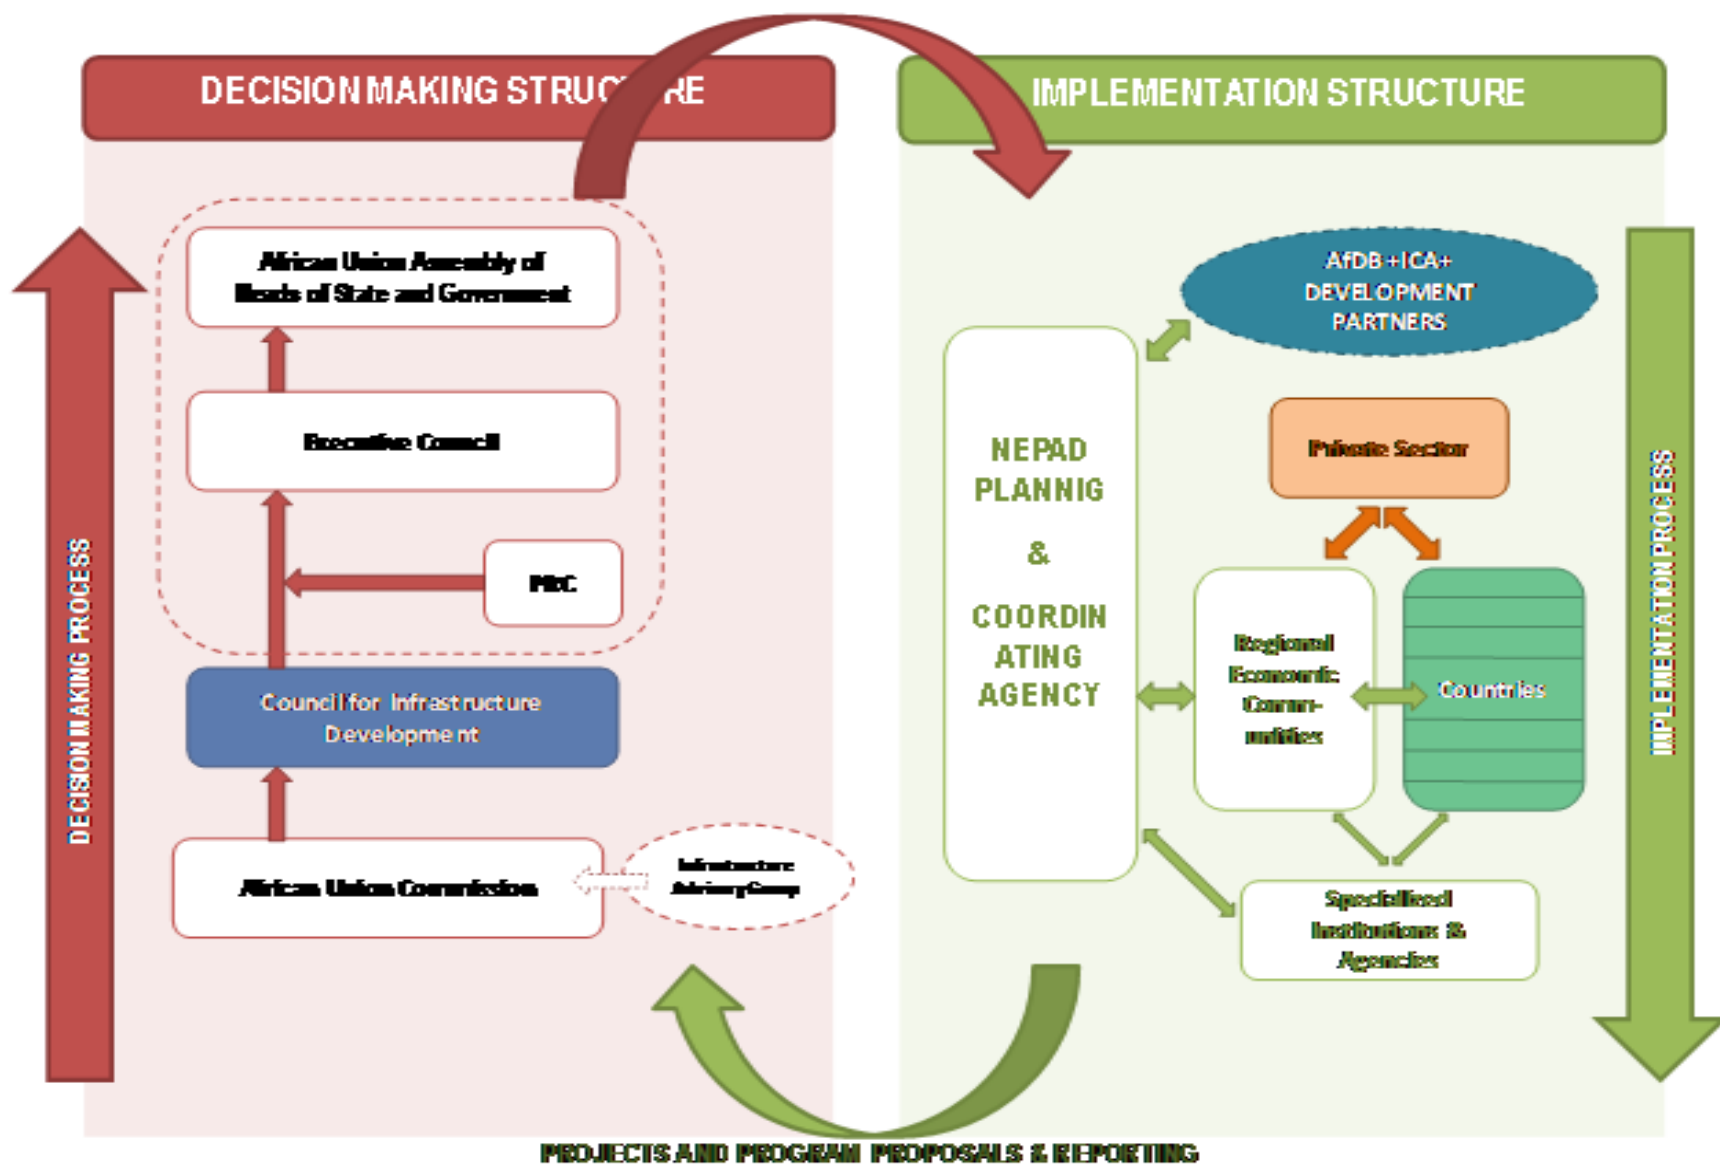 DECISION MAKING STRUCTURE
IMPLEMENTATION STRUCTURE
African Union Assembly of
Heads of State and Government
Executive Council
PRC
Council for Infrastructure
Development
African Union Commission
Infrastructure
Advisory Group
DECISION MAKING PROCESS
AfDB +ICA+
DEVELOPMENT
PARTNERS
NEPAD
PLANNIG
&
COORDIN
ATING
AGENCY
Private Sector
Regional
Economic
Comm-
unities
Countries
Specialized
Institutions &
Agencies
IMPLEMENTATION PROCESS
PROJECTS AND PROGRAM PROPOSALS & REPORTING